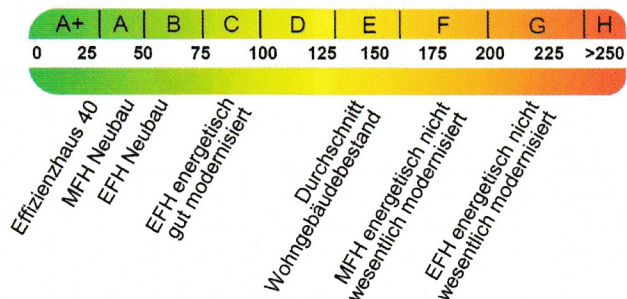 A+ A B C D E F G H
0 25 50 75 100 125 150 175 200 225 >250
Effizienzhaus 40
MFH Neubau
EFH Neubau
EFH energetisch
gut modernisiert
Durchschnitt
Wohngebäudebestand
MFH energetisch nicht
wesentlich modernisiert
EFH energetisch nicht
wesentlich modernisiert